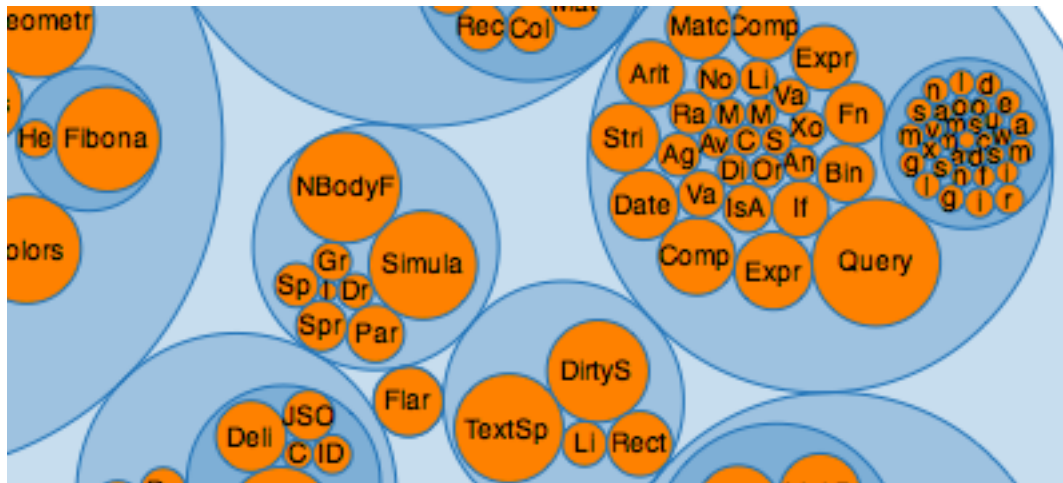 Rec
Col
He
Fibona
NBodyF
Simula
Gr
Sp
I
Dr
Spr
Par
Flar
Deli
JSO
C
ID
DirtyS
TextSp
Li
Rect
Matc
Comp
Expr
Arit
No
Li
Va
Ra
M
M
Xo
Fn
Stri
Ag
Av
C
S
An
Di
Or
Bin
Date
Va
IsA
If
Comp
Expr
Query
n
l
d
s
a
o
o
e
m
v
m
s
u
a
x
n
c
w
g
s
a
d
s
m
l
n
f
i
g
i
r